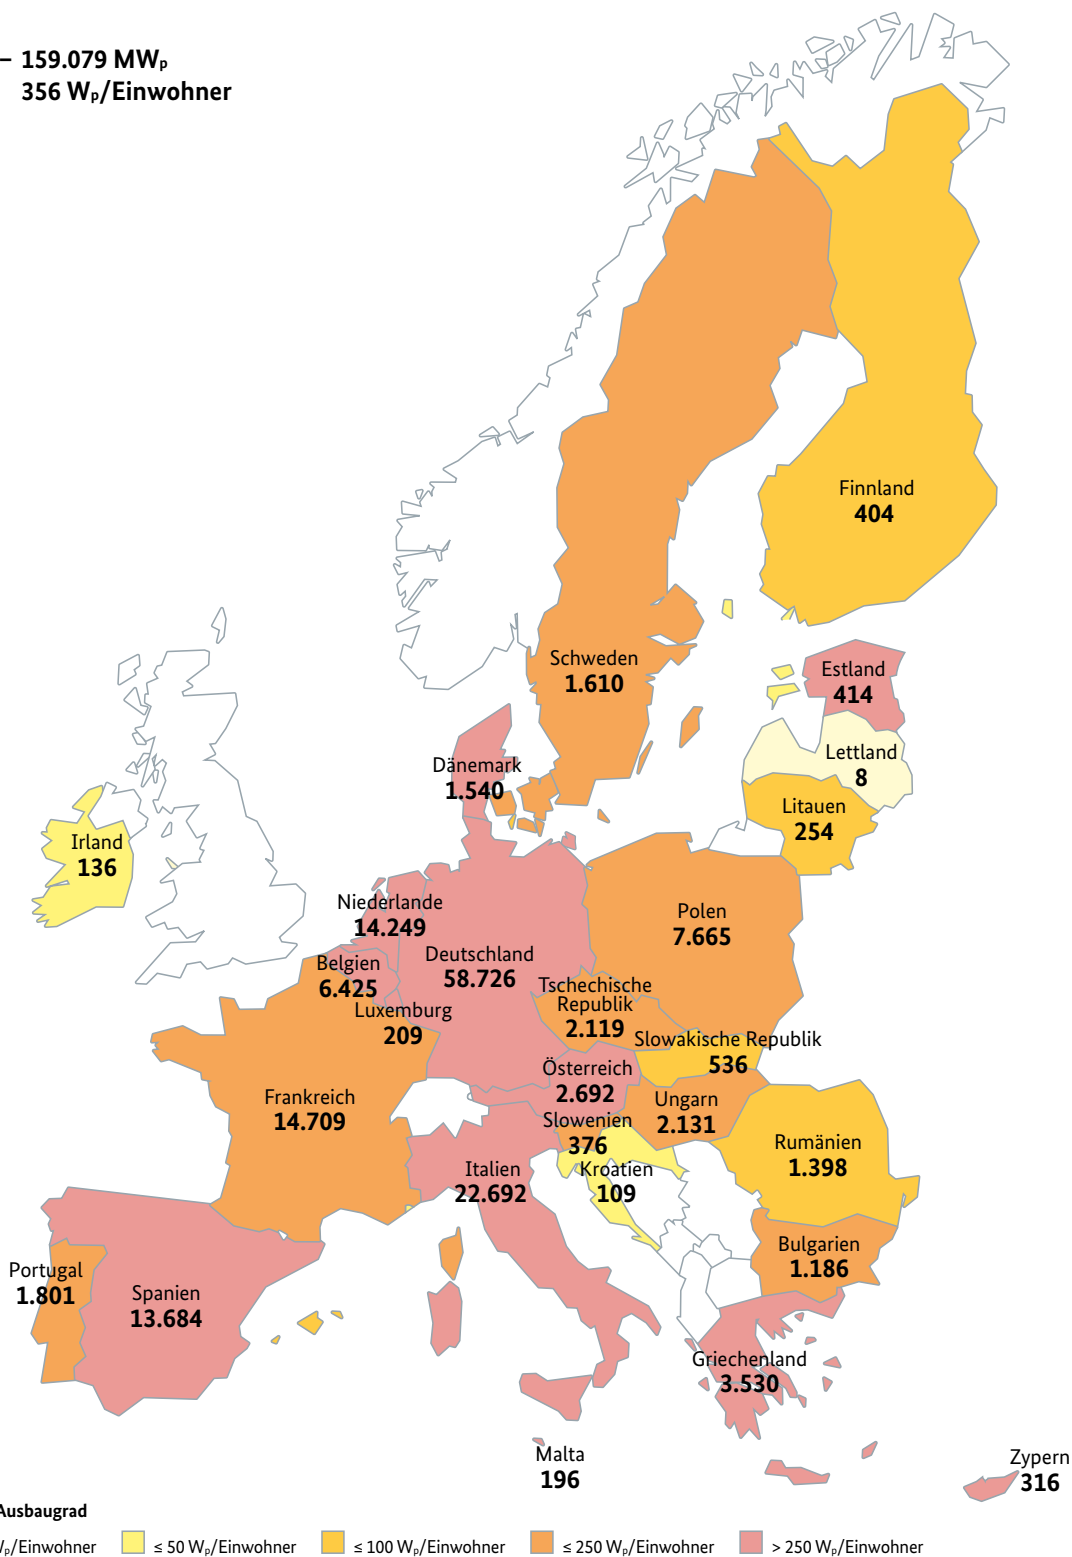 – 159.079 MWₚ
356 Wₚ/Einwohner
Finnland
404
Schweden
1.610
Estland
414
Lettland
8
Dänemark
1.540
Litauen
254
Irland
136
Niederlande
14.249
Polen
7.665
Deutschland
58.726
Belgien
6.425
Tschechische
Republik
2.119
Luxemburg
209
Slowakische Republik
536
Österreich
2.692
Frankreich
14.709
Ungarn
2.131
Slowenien
376
Rumänien
1.398
Italien
22.692
Kroatien
109
Bulgarien
1.186
Portugal
1.801
Spanien
13.684
Griechenland
3.530
Malta
196
Zypern
316
Ausbaugrad
Wₚ/Einwohner ≤ 50 Wₚ/Einwohner ≤ 100 Wₚ/Einwohner ≤ 250 Wₚ/Einwohner > 250 Wₚ/Einwohner